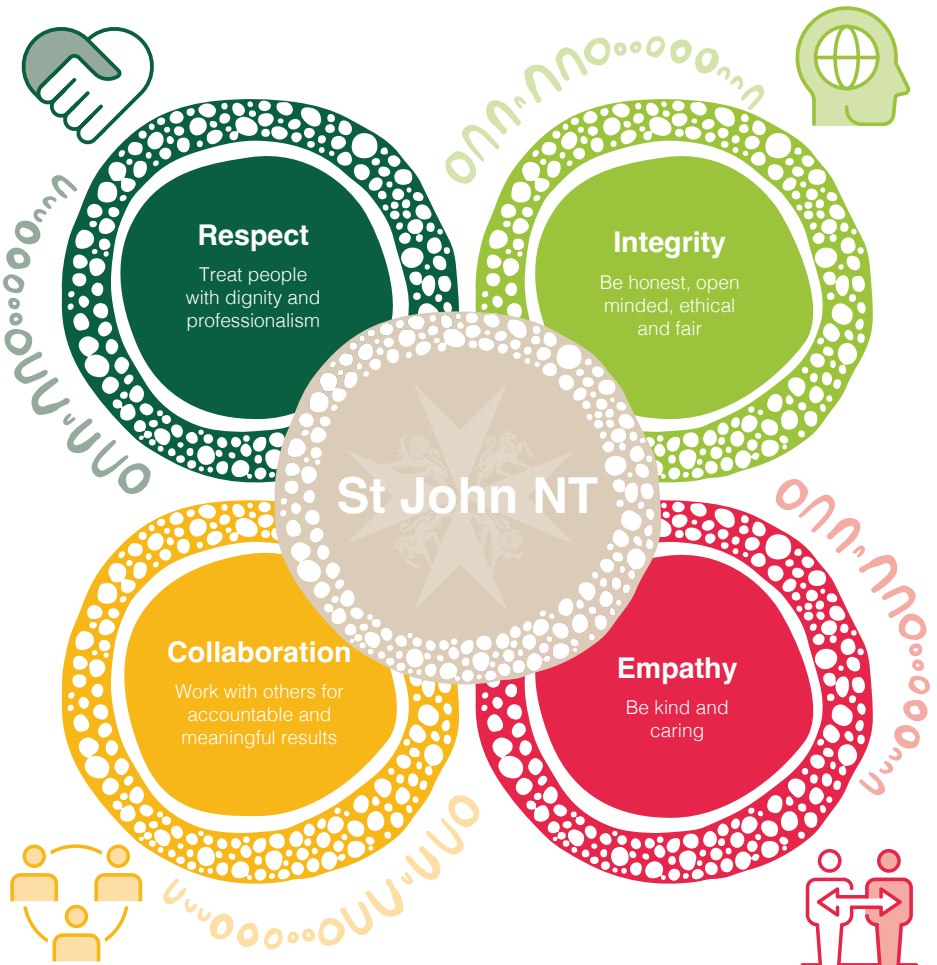 Respect
Treat people
with dignity and
professionalism
Integrity
Be honest, open
minded, ethical
and fair
St John NT
Collaboration
Work with others for
accountable and
meaningful results
Empathy
Be kind and
caring